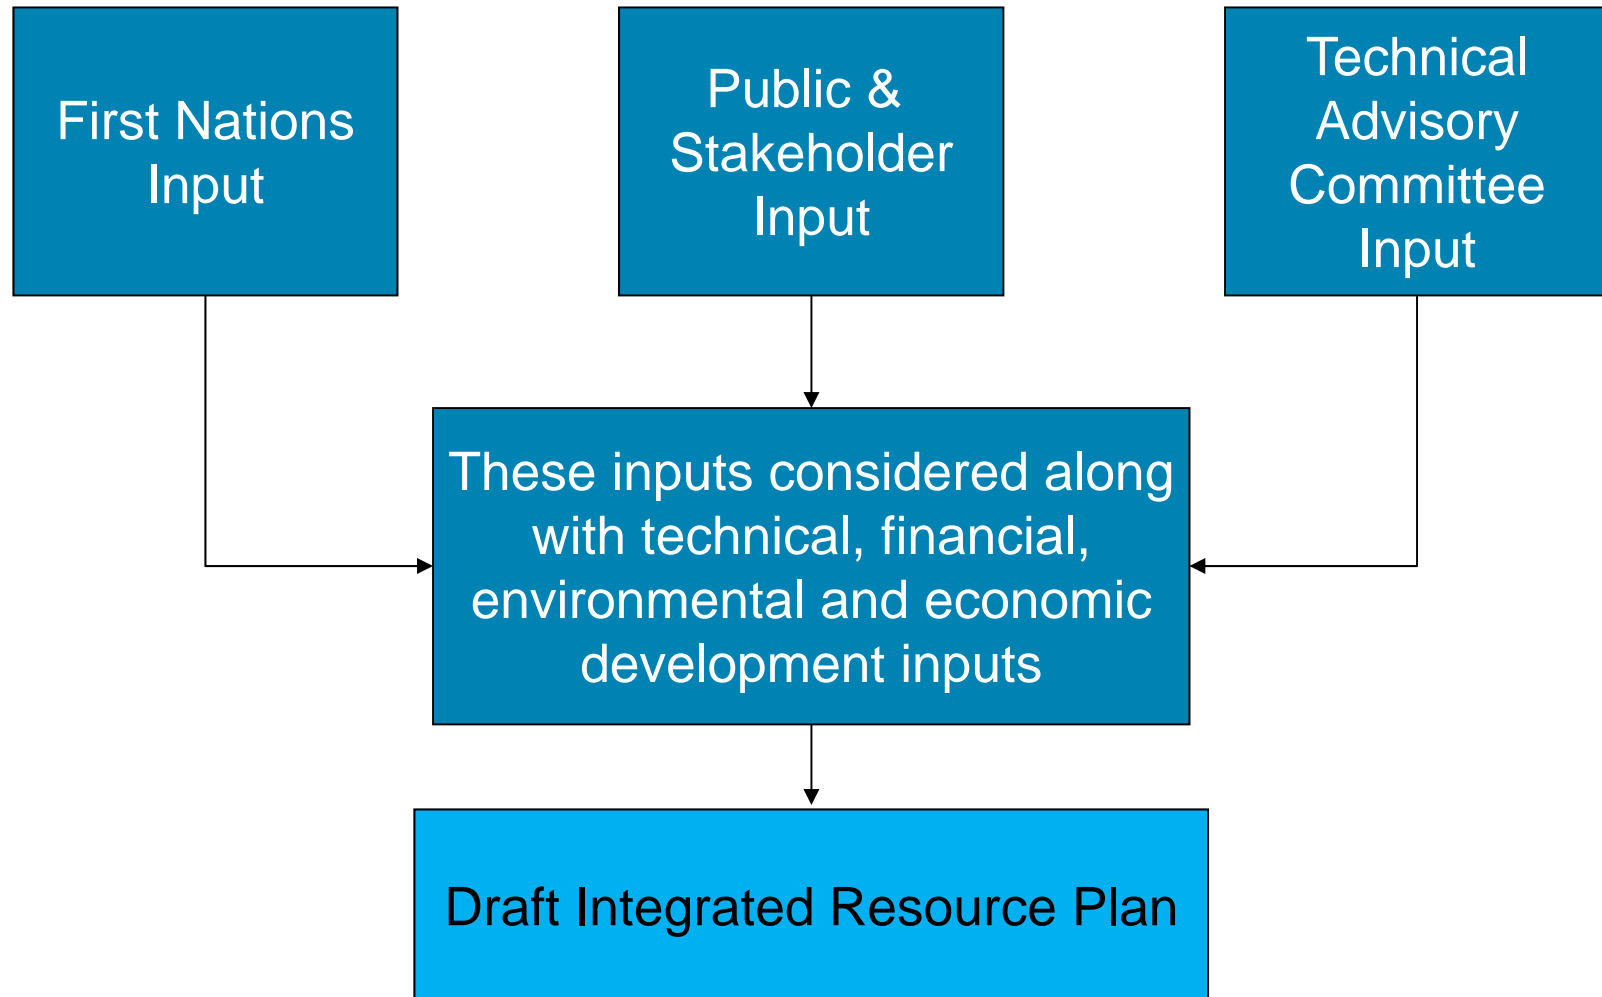 First Nations
Input
Public &
Stakeholder
Input
Technical
Advisory
Committee
Input
These inputs considered along
with technical, financial,
environmental and economic
development inputs
Draft Integrated Resource Plan